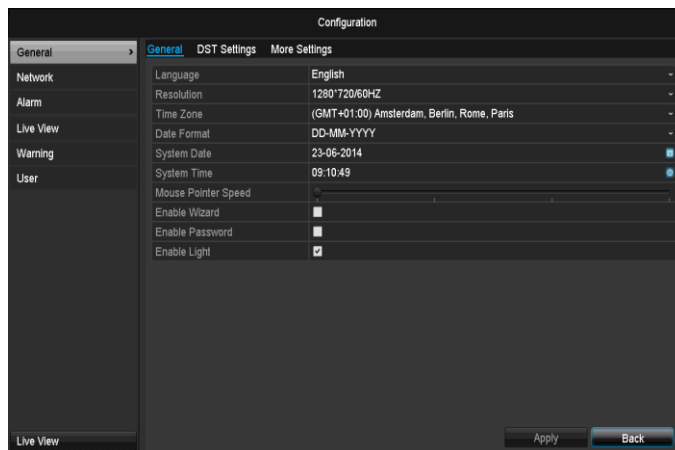 Configuration
General
Network
Alarm
Live View
Warning
User
Live View
General DST Settings More Settings
Language English
Resolution 1280*720/60HZ
Time Zone (GMT+01:00) Amsterdam, Berlin, Rome, Paris
Date Format DD-MM-YYYY
System Date 23-06-2014
System Time 09:10:49
Mouse Pointer Speed
Enable Wizard
Enable Password
Enable Light
Apply Back